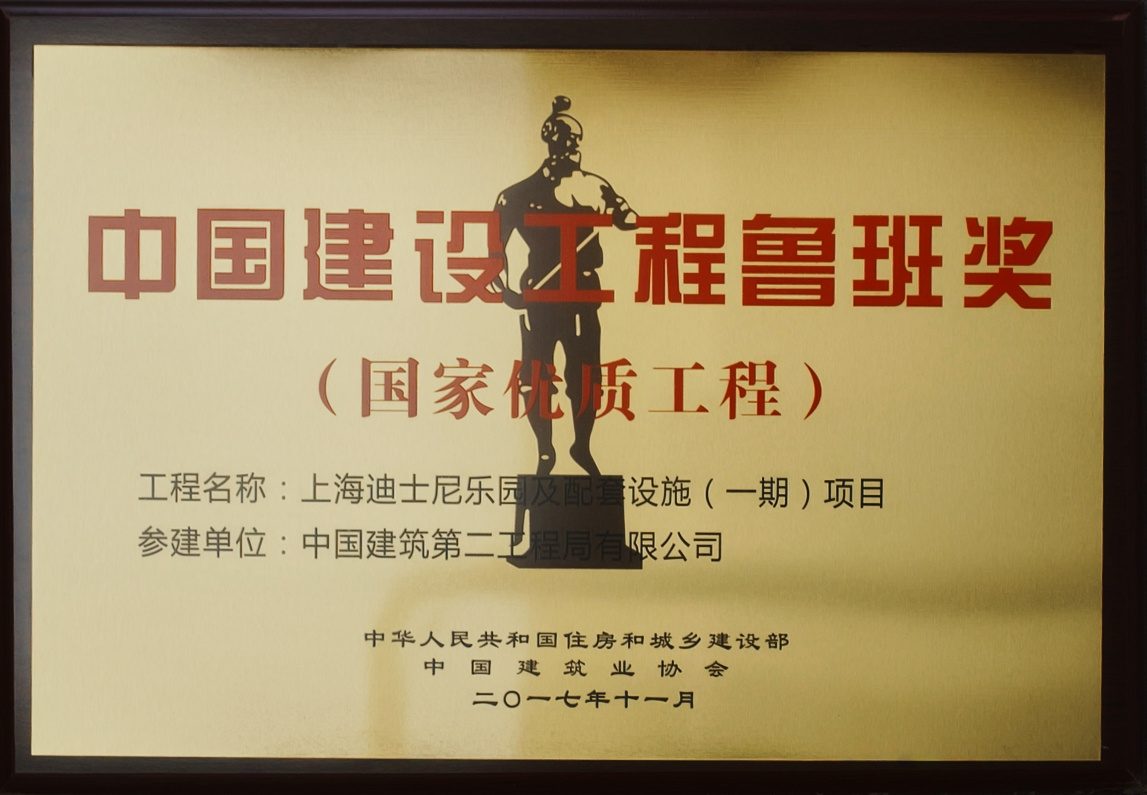 中国建设工程鲁班奖
（国家优质工程）
工程名称：上海迪士尼乐园及配套设施（一期）项目
参建单位：中国建筑第二工程局有限公司
中华人民共和国住房和城乡建设部
中国建筑业协会
二〇一七年十一月